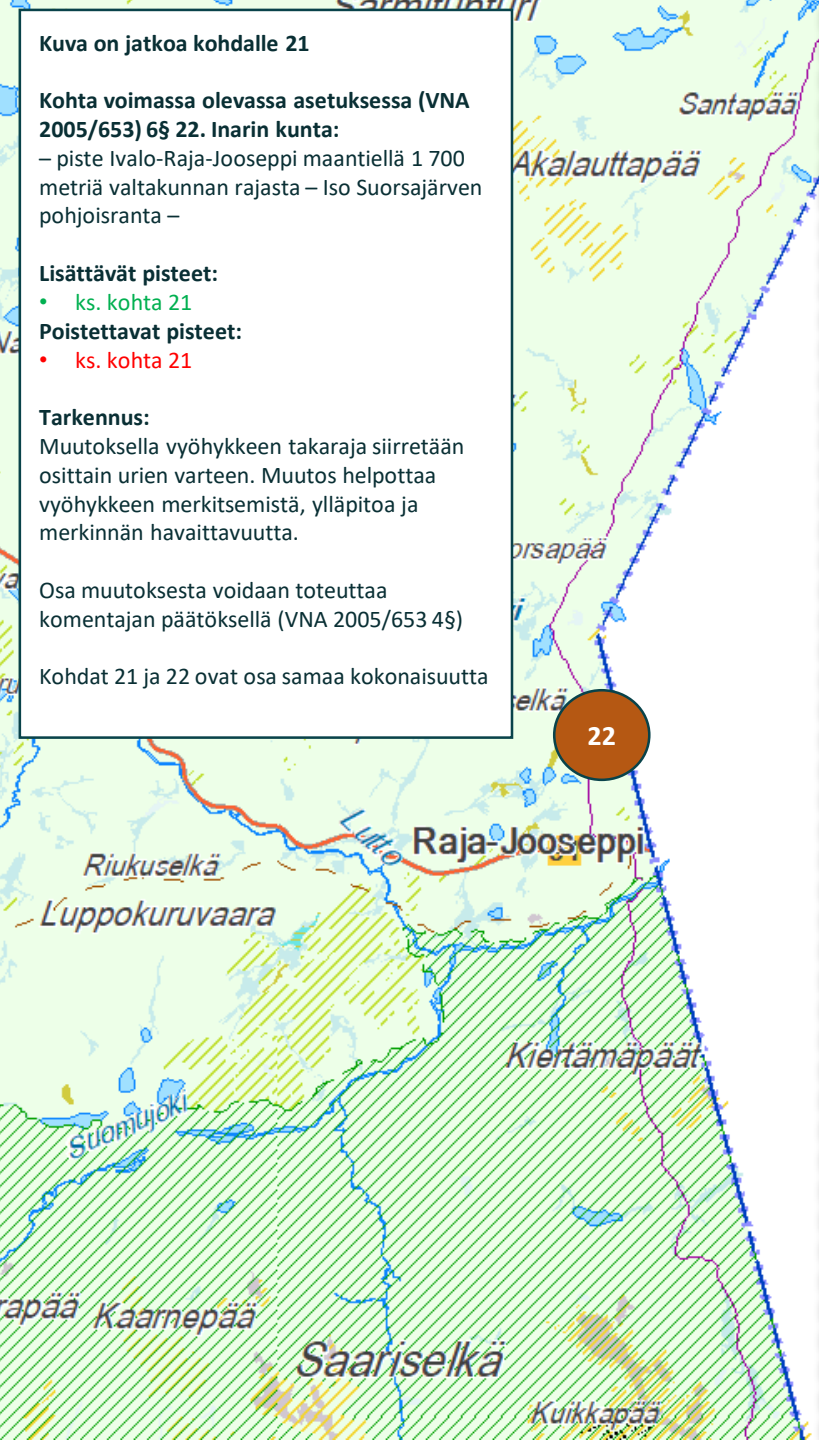 Kuva on jatkoa kohdalle 21
Kohta voimassa olevassa asetuksessa (VNA
2005/653) 6§ 22. Inarin kunta:
– piste Ivalo-Raja-Jooseppi maantiellä 1 700
metriä valtakunnan rajasta – Iso Suorsajärven
pohjoisranta –
Lisättävät pisteet:
• ks. kohta 21
Poistettavat pisteet:
• ks. kohta 21
Tarkennus:
Muutoksella vyöhykkeen takaraja siirretään
osittain urien varteen. Muutos helpottaa
vyöhykkeen merkitsemistä, ylläpitoa ja
merkinnän havaittavuutta.
Osa muutoksesta voidaan toteuttaa
komentajan päätöksellä (VNA 2005/653 4§)
Kohdat 21 ja 22 ovat osa samaa kokonaisuutta
Santapää
Akalauttapää
orsapää
selkä
22
Lutto
Raja-Jooseppi
Riukuselkä
Luppokuruvaara
Kiertämäpäät
Suomujoki
rapää
Kaarnepää
Saariselkä
Kuikkapää